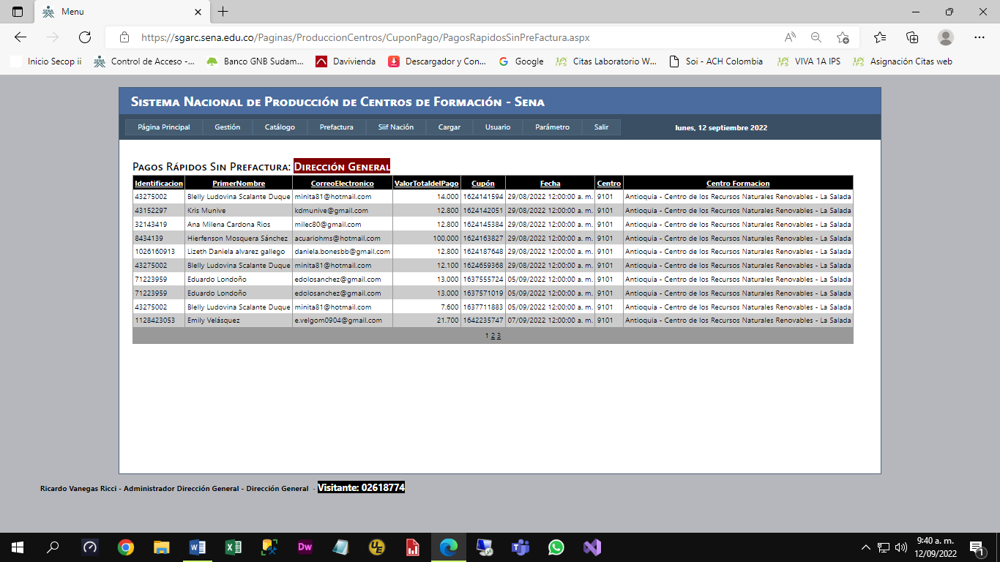 Menu
https://sgarc.sena.edu.co/Paginas/ProduccionCentros/CuponPago/PagosRapidosSinPreFactura.aspx
Inicio Secop ii Control de Acceso -... Banco GNB Sudam... Davivienda Descargador y Con... Google Citas Laboratorio W... Soi - ACH Colombia VIVA 1A IPS Asignación Citas web
Sistema Nacional de Producción de Centros de Formación - Sena
Página Principal Gestión Catálogo Prefactura Siif Nación Cargar Usuario Parámetro Salir lunes, 12 septiembre 2022
Pagos Rápidos Sin Prefactura: Dirección General
Identificacion PrimerNombre CorreoElectronico ValorTotaldelPago Cupón Fecha Centro Centro Formacion
43275002 Blelly Ludovina Scalante Duque minita81@hotmail.com 14.000 1624141594 29/08/2022 12:00:00 a. m. 9101 Antioquia - Centro de los Recursos Naturales Renovables - La Salada
43152297 Kris Munive kdmunive@gmail.com 12.800 1624142051 29/08/2022 12:00:00 a. m. 9101 Antioquia - Centro de los Recursos Naturales Renovables - La Salada
32143419 Ana Milena Cardona Rios milec80@gmail.com 12.800 1624145384 29/08/2022 12:00:00 a. m. 9101 Antioquia - Centro de los Recursos Naturales Renovables - La Salada
8434139 Hierfenson Mosquera Sánchez acuariohms@hotmail.com 100.000 1624163827 29/08/2022 12:00:00 a. m. 9101 Antioquia - Centro de los Recursos Naturales Renovables - La Salada
1026160913 Lizeth Daniela alvarez gallego daniela.bonesbb@gmail.com 12.800 1624187648 29/08/2022 12:00:00 a. m. 9101 Antioquia - Centro de los Recursos Naturales Renovables - La Salada
43275002 Blelly Ludovina Scalante Duque minita81@hotmail.com 12.100 1624659368 29/08/2022 12:00:00 a. m. 9101 Antioquia - Centro de los Recursos Naturales Renovables - La Salada
71223959 Eduardo Londoño edolosanchez@gmail.com 13.000 1637555724 05/09/2022 12:00:00 a. m. 9101 Antioquia - Centro de los Recursos Naturales Renovables - La Salada
71223959 Eduardo Londoño edolosanchez@gmail.com 13.000 1637571019 05/09/2022 12:00:00 a. m. 9101 Antioquia - Centro de los Recursos Naturales Renovables - La Salada
43275002 Blelly Ludovina Scalante Duque minita81@hotmail.com 7.600 1637711883 05/09/2022 12:00:00 a. m. 9101 Antioquia - Centro de los Recursos Naturales Renovables - La Salada
1128423053 Emily Velásquez e.velgom0904@gmail.com 21.700 1642235747 07/09/2022 12:00:00 a. m. 9101 Antioquia - Centro de los Recursos Naturales Renovables - La Salada
1 2 3
Ricardo Vanegas Ricci - Administrador Dirección General - Dirección General - Visitante: 02618774
9:40 a. m.
12/09/2022
1